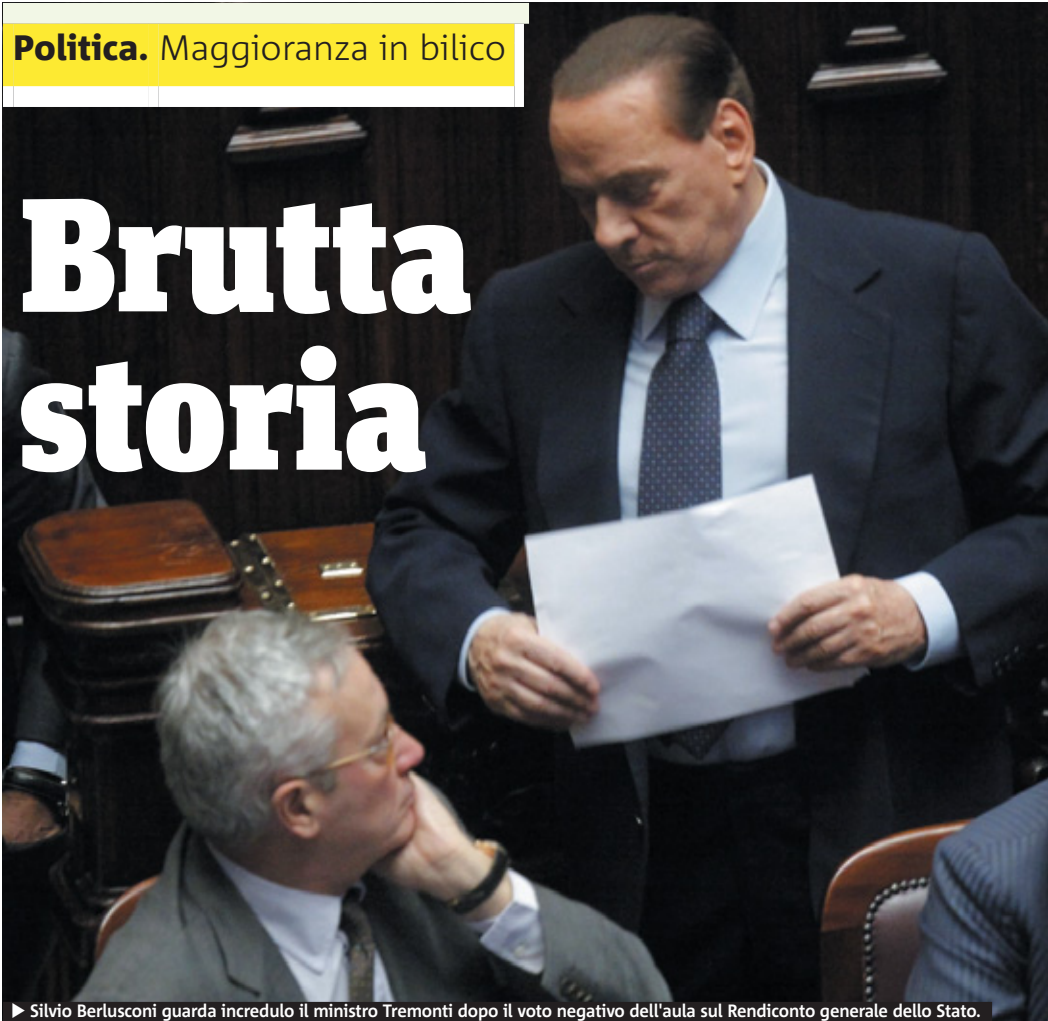 Politica. Maggioranza in bilico
Brutta
storia
▶ Silvio Berlusconi guarda incredulo il ministro Tremonti dopo il voto negativo dell'aula sul Rendiconto generale dello Stato.